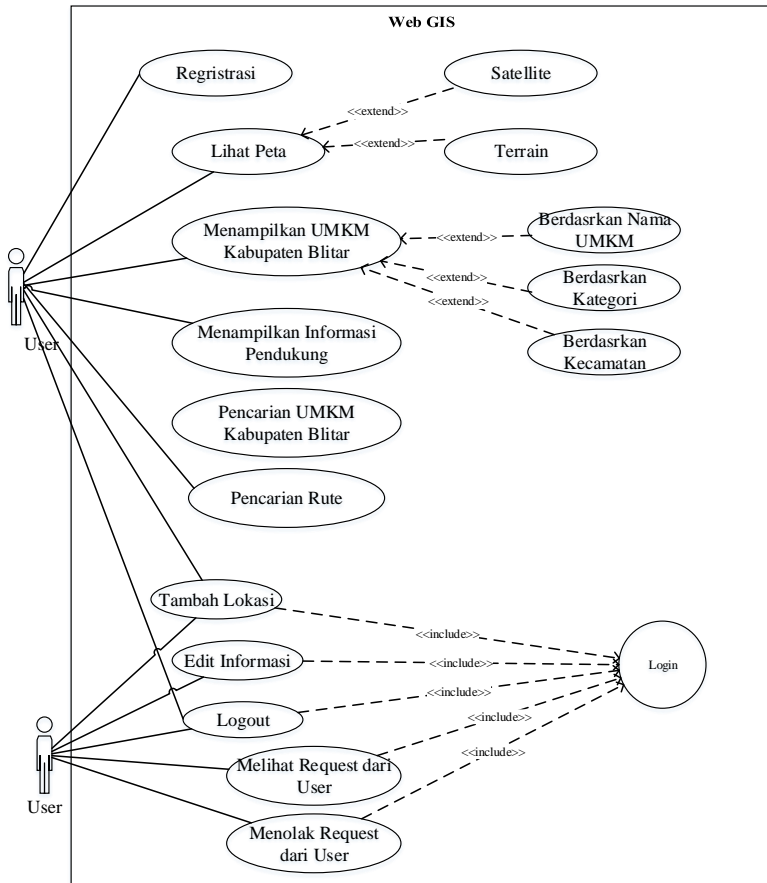 Web GIS
Regristrasi
Satellite
<<extend>>
Lihat Peta
<<extend>>
Terrain
Menampilkan UMKM
Kabupaten Blitar
<<extend>>
Berdasrkan Nama
UMKM
<<extend>>
Berdasrkan
Kategori
<<extend>>
Berdasrkan
Kecamatan
User
Menampilkan Informasi
Pendukung
Pencarian UMKM
Kabupaten Blitar
Pencarian Rute
Tambah Lokasi
<<include>>
Edit Informasi
<<include>>
Login
Logout
<<include>>
<<include>>
Melihat Request dari
User
<<include>>
User
Menolak Request
dari User